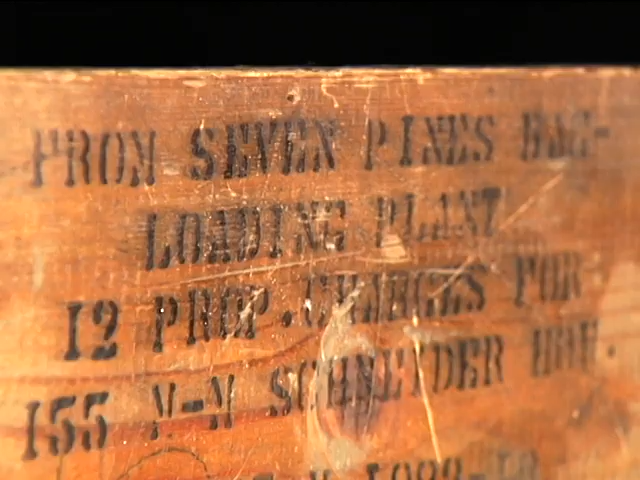 FROM SEVEN PINES BAG-
LOADING PLANT
12 PROP. CHARGES FOR
155 M-M SCHNEIDER HOW.